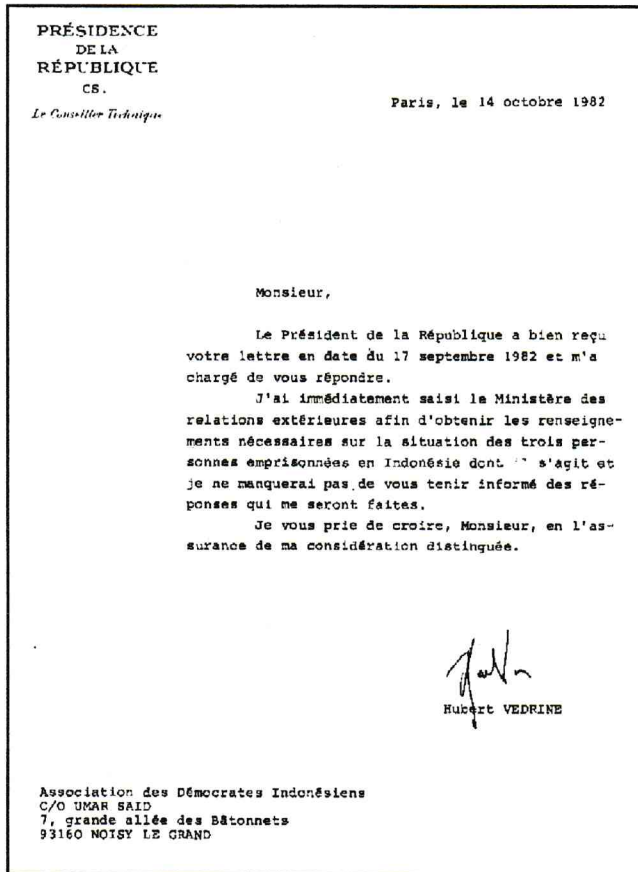 PRÉSIDENCE
DE LA
RÉPUBLIQUE
CS.
Le Conseiller Technique
Paris, le 14 octobre 1982
Monsieur,
Le Président de la République a bien reçu
votre lettre en date du 17 septembre 1982 et m'a
chargé de vous répondre.
J'ai immédiatement saisi le Ministère des
relations extérieures afin d'obtenir les renseigne-
ments nécessaires sur la situation des trois per-
sonnes emprisonnées en Indonésie dont s'agit et
je ne manquerai pas de vous tenir informé des ré-
ponses qui me seront faites.
Je vous prie de croire, Monsieur, en l'as-
surance de ma considération distinguée.
Hubert VEDRINE
Association des Démocrates Indonésiens
C/O UMAR SAID
7, grande allée des Bâtonnets
93160 NOISY LE GRAND